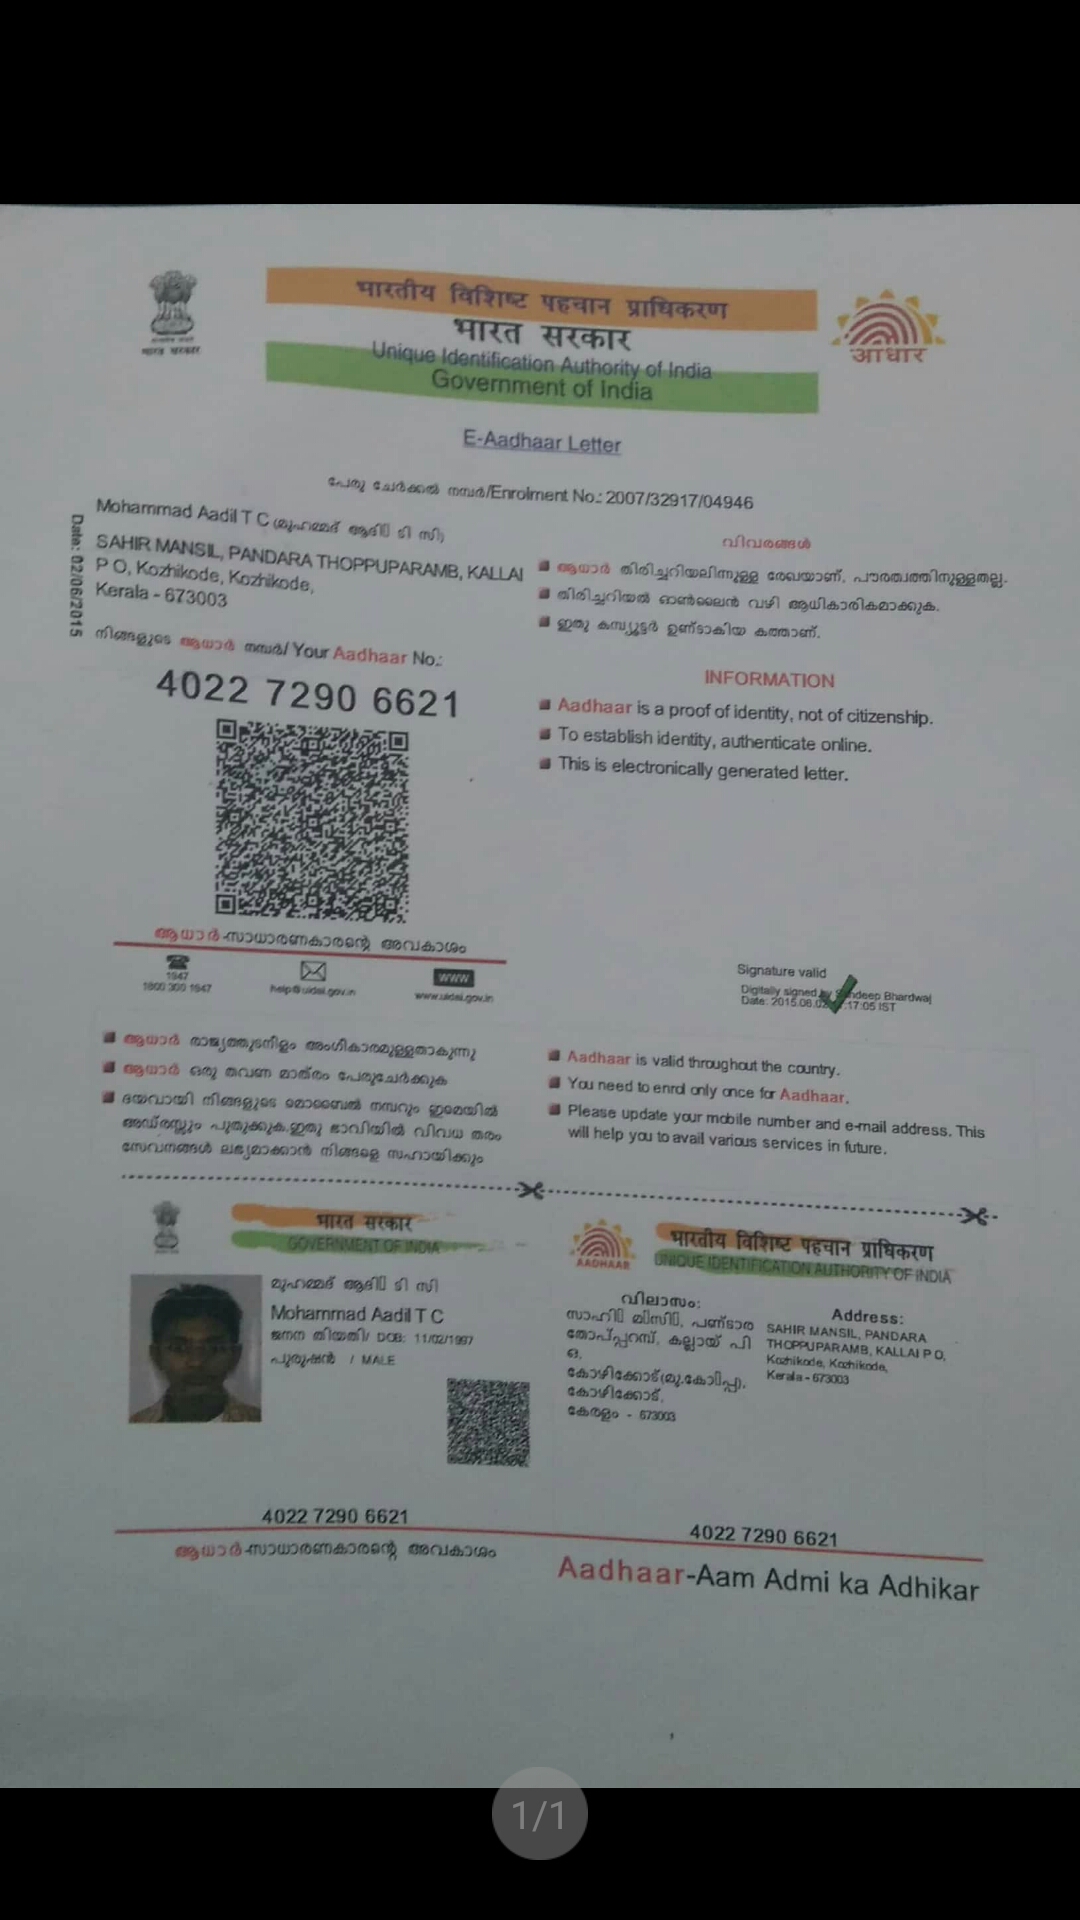 भारतीय विशिष्ट पहचान प्राधिकरण
भारत सरकार
Unique Identification Authority of India
Government of India
भारत सरकार
आधार
E-Aadhaar Letter
പേരു ചേർക്കൽ നമ്പർ/Enrolment No.: 2007/32917/04946
Date: 02/06/2015
Mohammad Aadil T C (മുഹമ്മദ് ആദി ടി സി)
SAHIR MANSIL, PANDARA THOPPUPARAMB, KALLAI
P O, Kozhikode, Kozhikode,
Kerala - 673003
നിങ്ങളുടെ ആധാർ നമ്പർ/ Your Aadhaar No.:
4022 7290 6621
വിവരങ്ങൾ
ആധാർ തിരിച്ചറിയലിന്നുള്ള രേഖയാണ്, പൗരത്വത്തിനുള്ളതല്ല.
തിരിച്ചറിയൽ ഓൺലൈൻ വഴി ആധികാരികമാക്കുക.
ഇതു കമ്പ്യൂട്ടർ ഉണ്ടാകിയ കത്താണ്.
INFORMATION
Aadhaar is a proof of identity, not of citizenship.
To establish identity, authenticate online.
This is electronically generated letter.
ആധാർ-സാധാരണകാരന്റെ അവകാശം
1947
1800 300 1947
help@uidai.gov.in
www
www.uidai.gov.in
Signature valid
Digitally signed by Sandeep Bhardwaj
Date: 2015.06.02 :17:05 IST
ആധാർ രാജ്യത്തുടനിളം അംഗികാരമുള്ളതാകുന്നു
ആധാർ ഒരു തവണ മാത്രം പേരുചേർക്കുക
ദയവായി നിങ്ങളുടെ മൊബൈൽ നമ്പറും ഇമെയിൽ
അഡ്രസ്സും പുതുക്കുക.ഇതു ഭാവിയിൽ വിവധ തരം
സേവനങ്ങൾ ലഭ്യമാക്കാൻ നിങ്ങളെ സഹായിക്കും
Aadhaar is valid throughout the country.
You need to enrol only once for Aadhaar.
Please update your mobile number and e-mail address. This
will help you to avail various services in future.
भारत सरकार
GOVERNMENT OF INDIA
മുഹമ്മദ് ആദി ടി സി
Mohammad Aadil T C
ജനന തിയതി/ DOB: 11/02/1997
പുരുഷൻ / MALE
4022 7290 6621
ആധാർ-സാധാരണകാരന്റെ അവകാശം
AADHAAR
भारतीय विशिष्ट पहचान प्राधिकरण
UNIQUE IDENTIFICATION AUTHORITY OF INDIA
വിലാസം:
സാഹി മ൯സി, പണ്ടാര
തോപ്പ്പറമ്പ്, കല്ലായ് പി
ഒ,
കോഴിക്കോട്,
കേരളം - 673003
Address:
SAHIR MANSIL, PANDARA
THOPPUPARAMB, KALLAI P O,
Kozhikode, Kozhikode,
Kerala - 673003
4022 7290 6621
Aadhaar-Aam Admi ka Adhikar
1/1